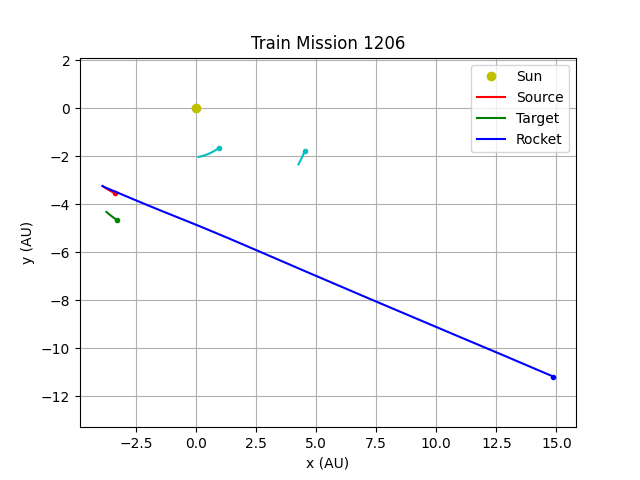 Train Mission 1206
Sun
Source
Target
Rocket
2
0
−2
−4
−6
−8
−10
−12
y (AU)
−2.5 0.0 2.5 5.0 7.5 10.0 12.5 15.0
x (AU)